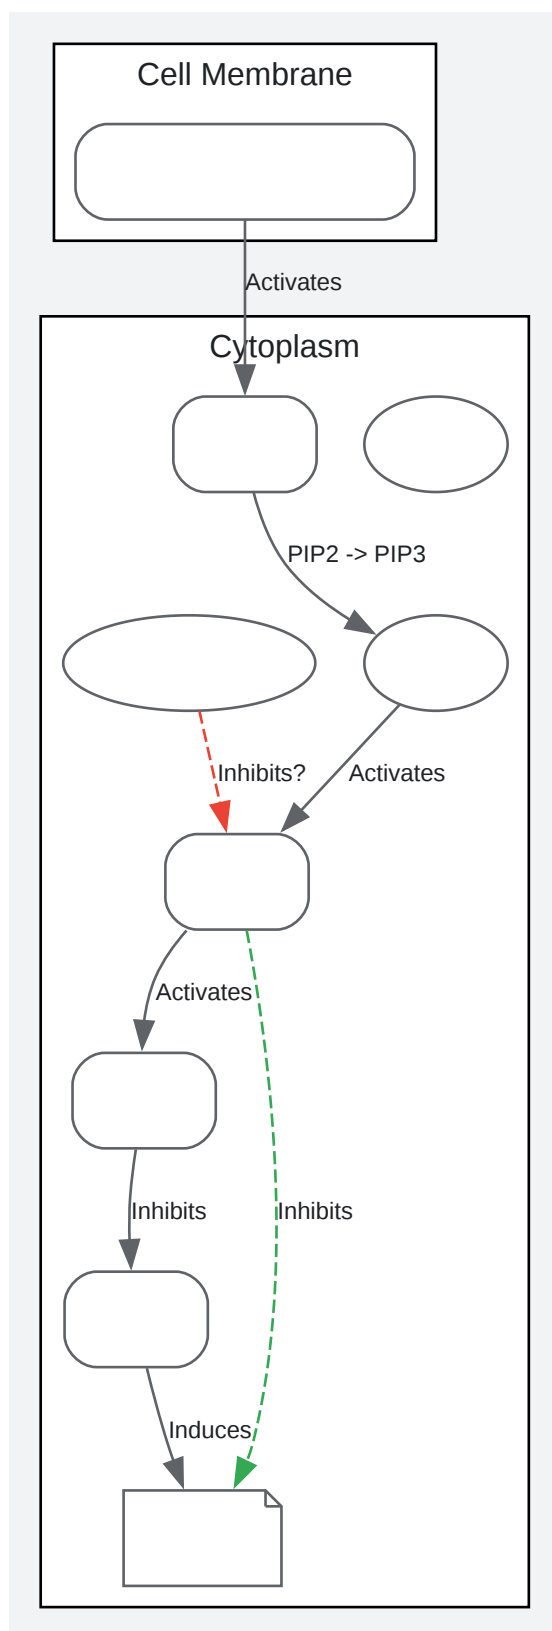 Cell Membrane
Activates
Cytoplasm
PIP2 -> PIP3
Inhibits?
Activates
Activates
Inhibits
Inhibits
Induces